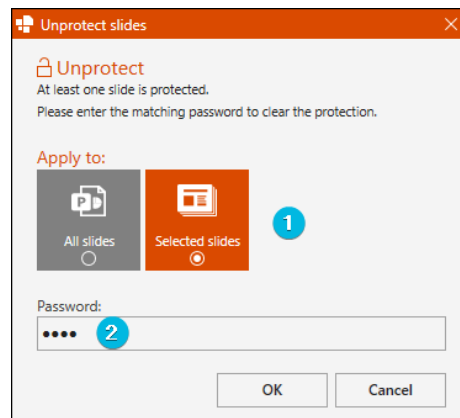 Unprotect slides
Unprotect
At least one slide is protected.
Please enter the matching password to clear the protection.
Apply to:
All slides
Selected slides
1
Password:
••••
2
OK
Cancel